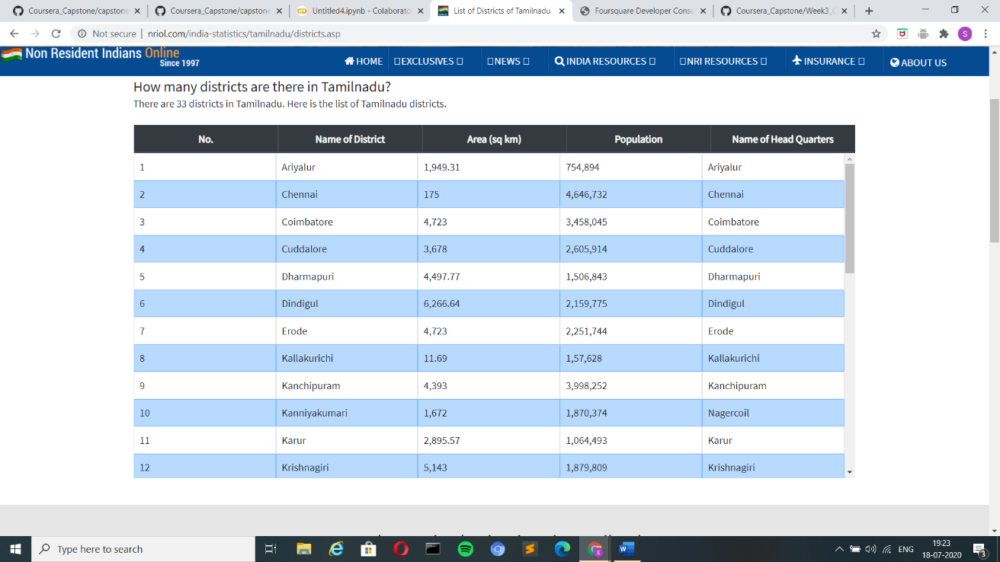 Coursera_Capstone/capstone
Coursera_Capstone/capstone
Untitled4.ipynb - Colaborato
List of Districts of Tamilnadu
Foursquare Developer Conso
Coursera_Capstone/Week3_
Not secure | nriol.com/india-statistics/tamilnadu/districts.asp
S
Non Resident Indians Online
Since 1997
HOME EXCLUSIVES NEWS INDIA RESOURCES NRI RESOURCES INSURANCE ABOUT US
How many districts are there in Tamilnadu?
There are 33 districts in Tamilnadu. Here is the list of Tamilnadu districts.
No. Name of District Area (sq km) Population Name of Head Quarters
1 Ariyalur 1,949.31 754,894 Ariyalur
2 Chennai 175 4,646,732 Chennai
3 Coimbatore 4,723 3,458,045 Coimbatore
4 Cuddalore 3,678 2,605,914 Cuddalore
5 Dharmapuri 4,497.77 1,506,843 Dharmapuri
6 Dindigul 6,266.64 2,159,775 Dindigul
7 Erode 4,723 2,251,744 Erode
8 Kallakurichi 11.69 1,57,628 Kallakurichi
9 Kanchipuram 4,393 3,998,252 Kanchipuram
10 Kanniyakumari 1,672 1,870,374 Nagercoil
11 Karur 2,895.57 1,064,493 Karur
12 Krishnagiri 5,143 1,879,809 Krishnagiri
Type here to search
ENG
19:23
18-07-2020
3